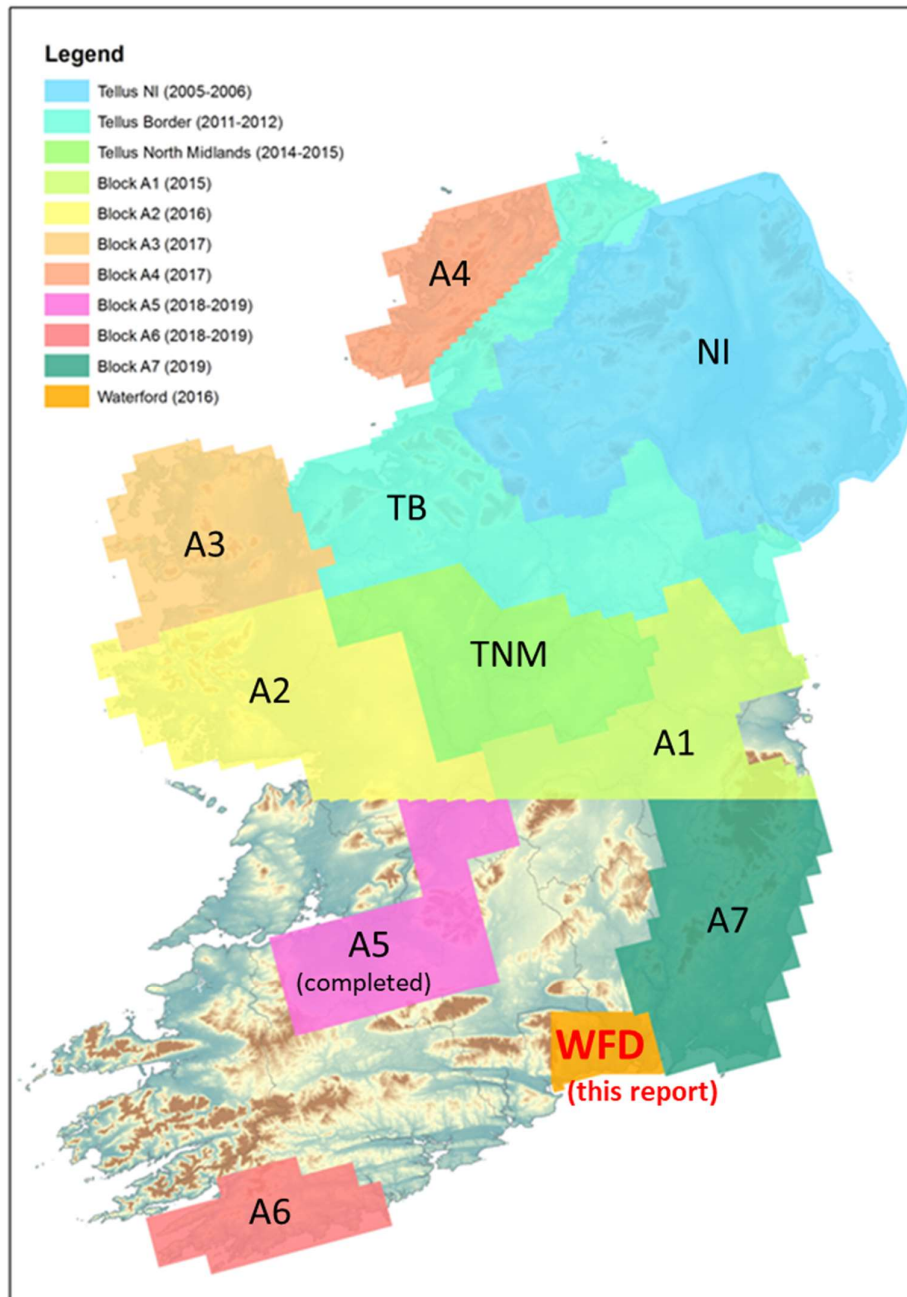 Legend
Tellus NI (2005-2006)
Tellus Border (2011-2012)
Tellus North Midlands (2014-2015)
Block A1 (2015)
Block A2 (2016)
Block A3 (2017)
Block A4 (2017)
Block A5 (2018-2019)
Block A6 (2018-2019)
Block A7 (2019)
Waterford (2016)
A4
NI
TB
A3
TNM
A2
A1
A7
A5
(completed)
WFD
(this report)
A6